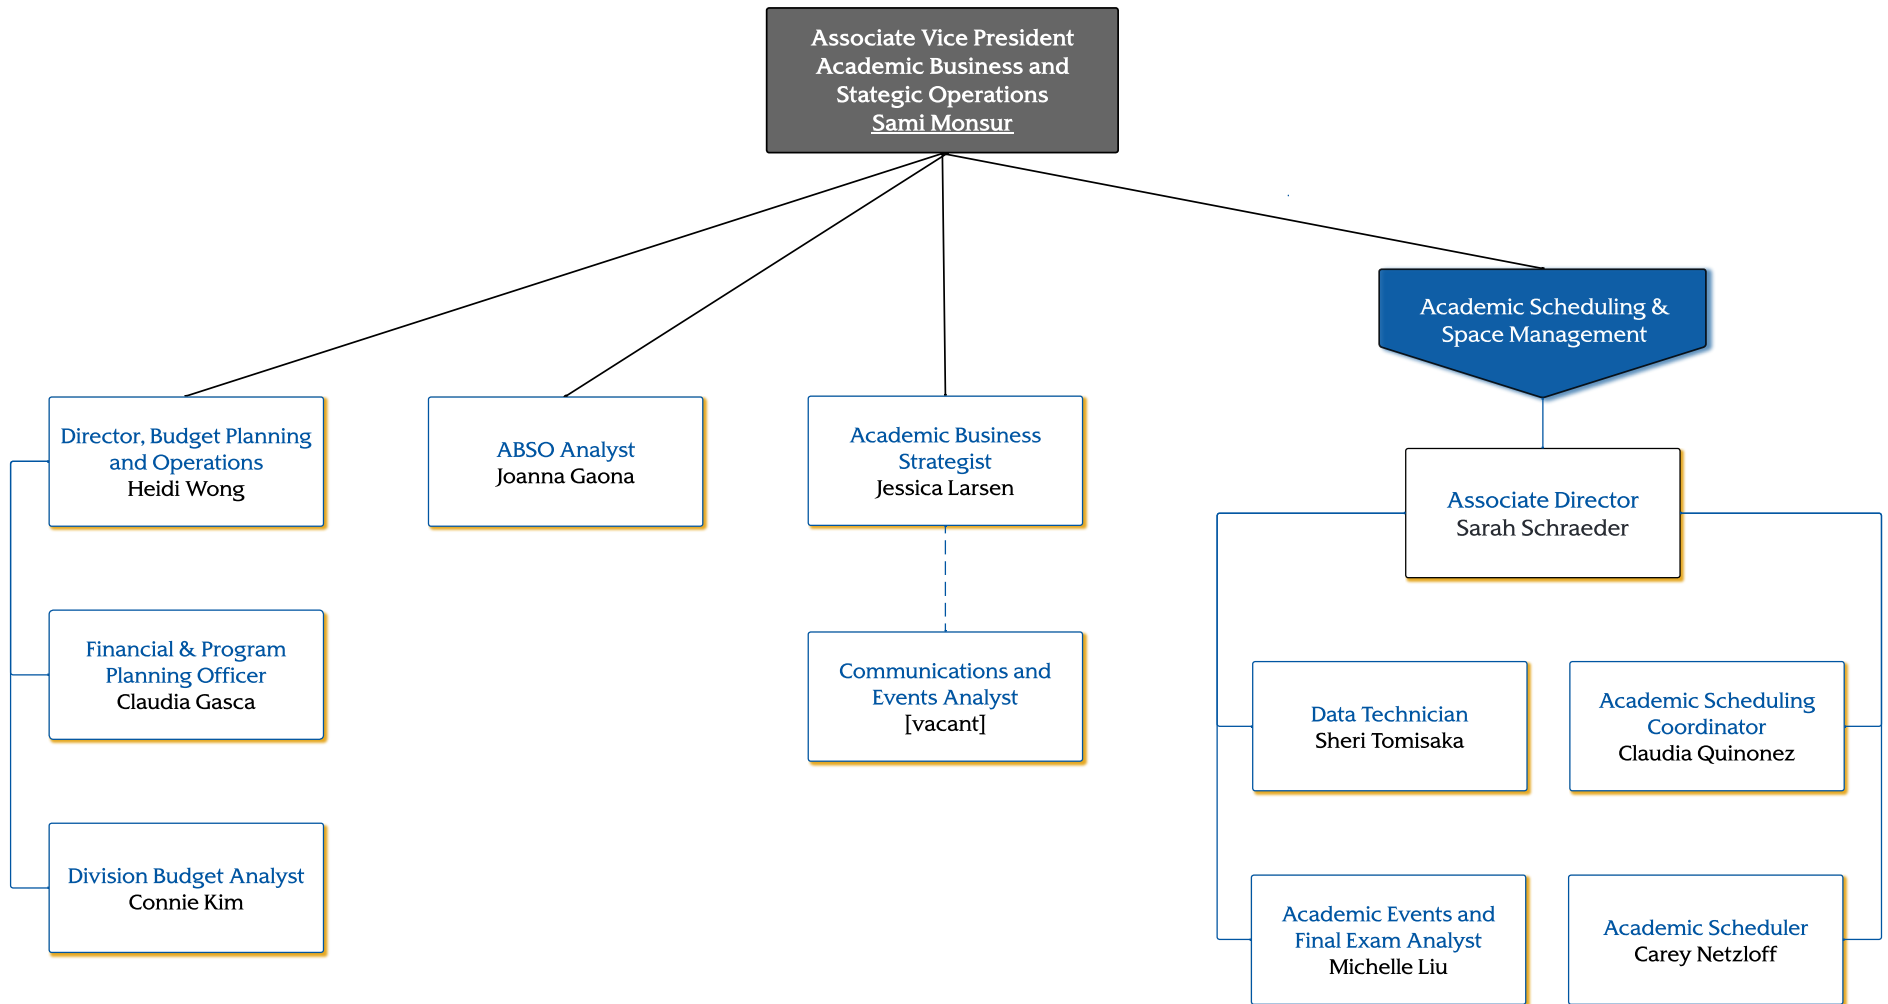 Associate Vice President
Academic Business and
Stategic Operations
Sami Monsur
Academic Scheduling &
Space Management
Director, Budget Planning
and Operations
Heidi Wong
ABSO Analyst
Joanna Gaona
Academic Business
Strategist
Jessica Larsen
Associate Director
Sarah Schraeder
Financial & Program
Planning Officer
Claudia Gasca
Communications and
Events Analyst
[vacant]
Data Technician
Sheri Tomisaka
Academic Scheduling
Coordinator
Claudia Quinonez
Division Budget Analyst
Connie Kim
Academic Events and
Final Exam Analyst
Michelle Liu
Academic Scheduler
Carey Netzloff